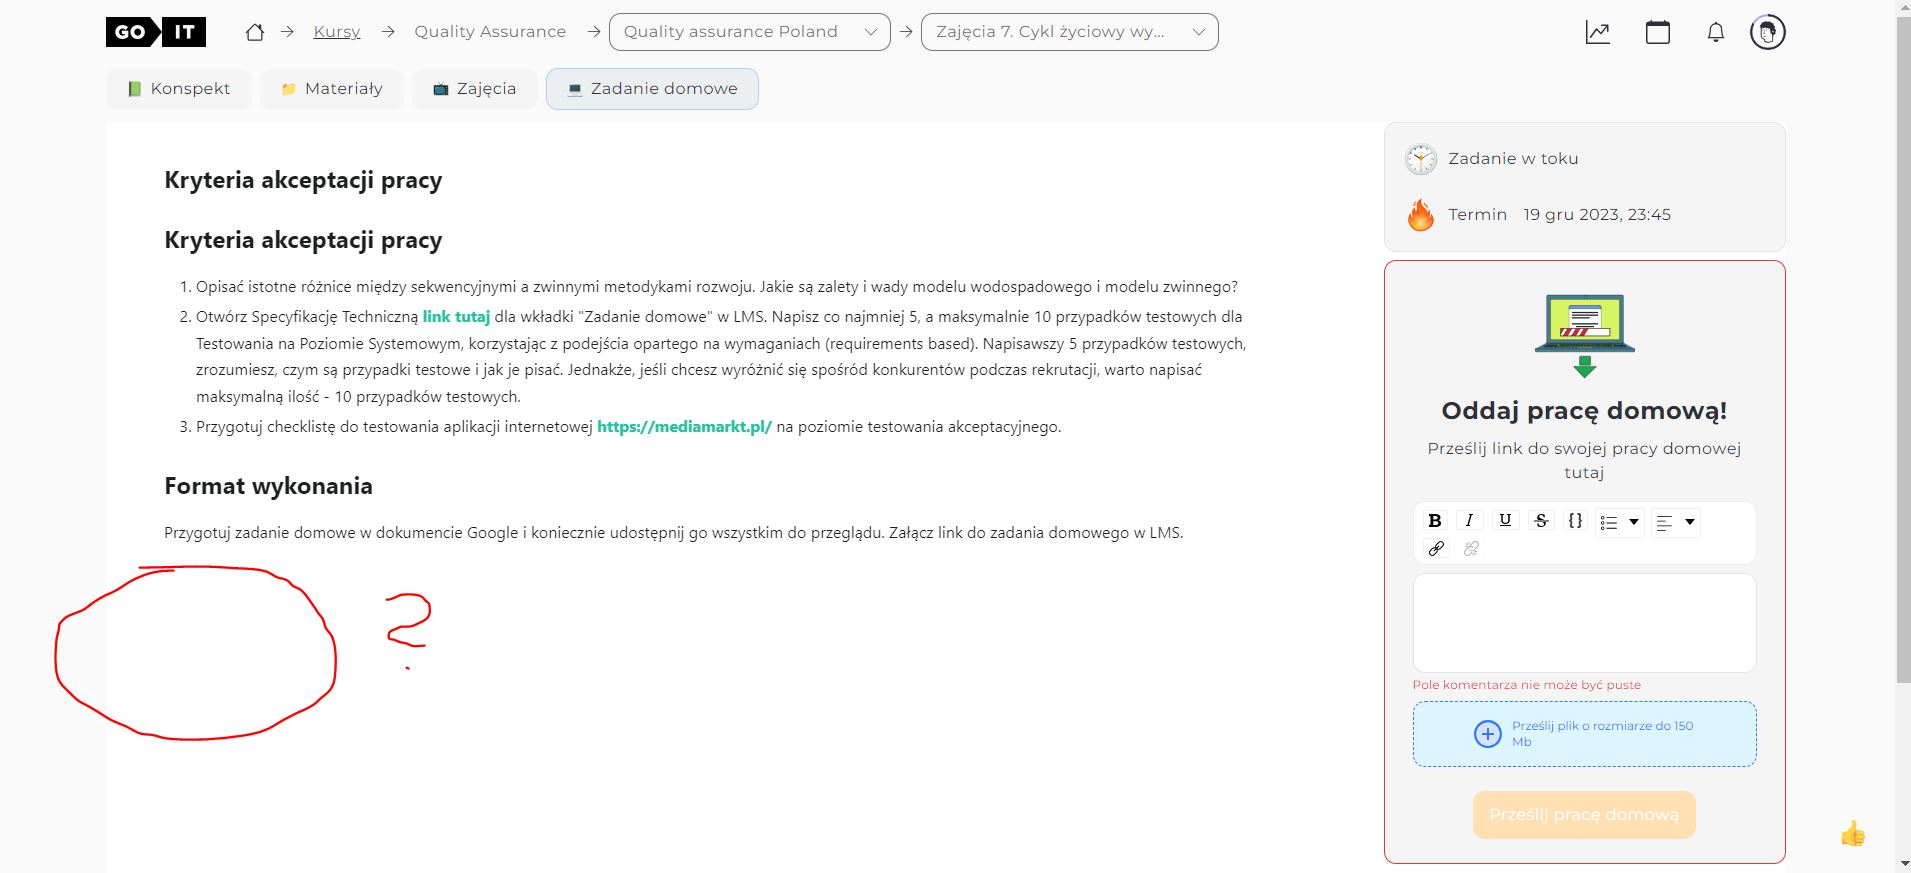 GO IT
Kursy
Quality Assurance
Quality assurance Poland
Zajęcia 7. Cykl życiowy wy...
Konspekt
Materiały
Zajęcia
Zadanie domowe
Kryteria akceptacji pracy
Kryteria akceptacji pracy
1. Opisać istotne różnice między sekwencyjnymi a zwinnymi metodykami rozwoju. Jakie są zalety i wady modelu wodospadowego i modelu zwinnego?
2. Otwórz Specyfikację Techniczną link tutaj dla wkładki "Zadanie domowe" w LMS. Napisz co najmniej 5, a maksymalnie 10 przypadków testowych dla
Testowania na Poziomie Systemowym, korzystając z podejścia opartego na wymaganiach (requirements based). Napisawszy 5 przypadków testowych,
zrozumiesz, czym są przypadki testowe i jak je pisać. Jednakże, jeśli chcesz wyróżnić się spośród konkurentów podczas rekrutacji, warto napisać
maksymalną ilość - 10 przypadków testowych.
3. Przygotuj checklistę do testowania aplikacji internetowej https://mediamarkt.pl/ na poziomie testowania akceptacyjnego.
Format wykonania
Przygotuj zadanie domowe w dokumencie Google i koniecznie udostępnij go wszystkim do przeglądu. Załącz link do zadania domowego w LMS.
?
Zadanie w toku
Termin 19 gru 2023, 23:45
Oddaj pracę domową!
Prześlij link do swojej pracy domowej
tutaj
B I U S {}
Pole komentarza nie może być puste
Prześlij plik o rozmiarze do 150
Mb
Prześlij pracę domową